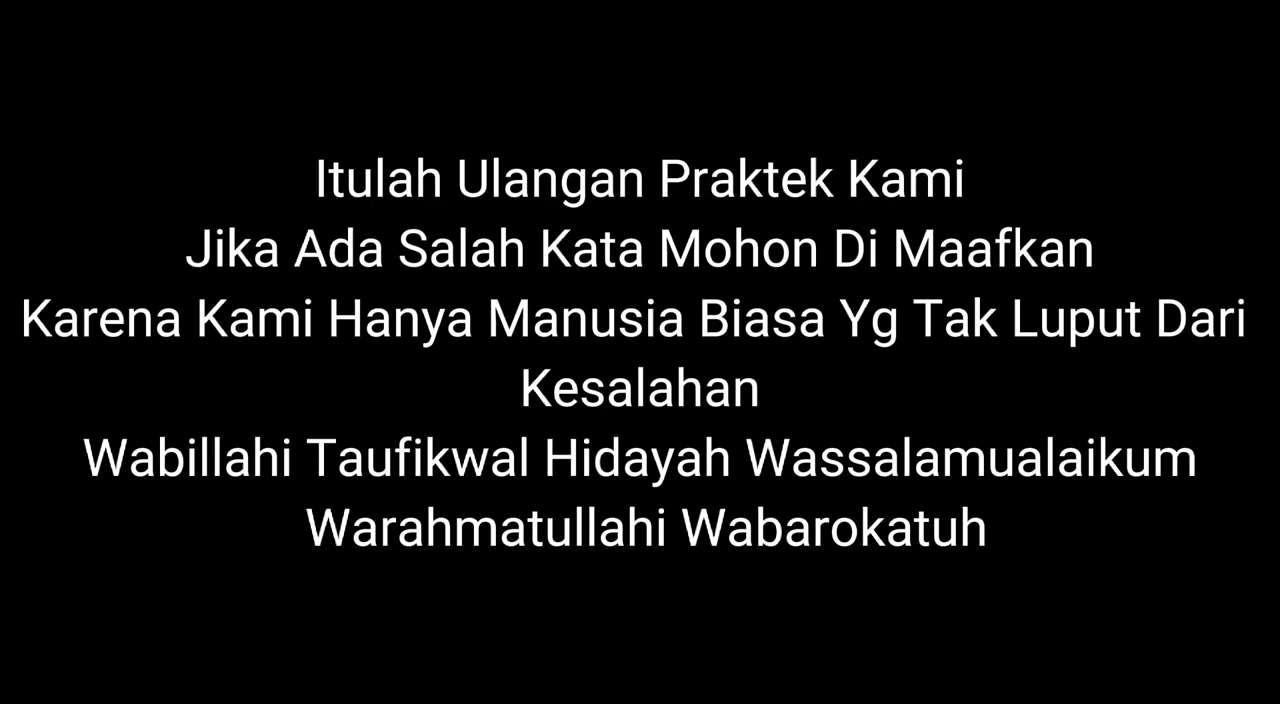 Itulah Ulangan Praktek Kami
Jika Ada Salah Kata Mohon Di Maafkan
Karena Kami Hanya Manusia Biasa Yg Tak Luput Dari
Kesalahan
Wabillahi Taufikwal Hidayah Wassalamualaikum
Warahmatullahi Wabarokatuh